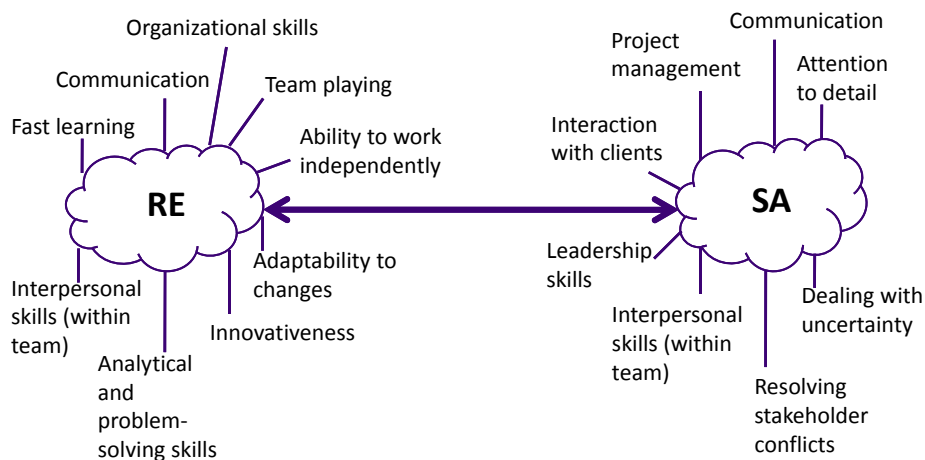 Organizational skills
Communication
Team playing
Fast learning
Ability to work
independently
RE
Adaptability to
changes
Interpersonal
skills (within
team)
Innovativeness
Analytical
and
problem-
solving skills
Communication
Project
management
Attention
to detail
Interaction
with clients
SA
Leadership
skills
Dealing with
uncertainty
Interpersonal
skills (within
team)
Resolving
stakeholder
conflicts